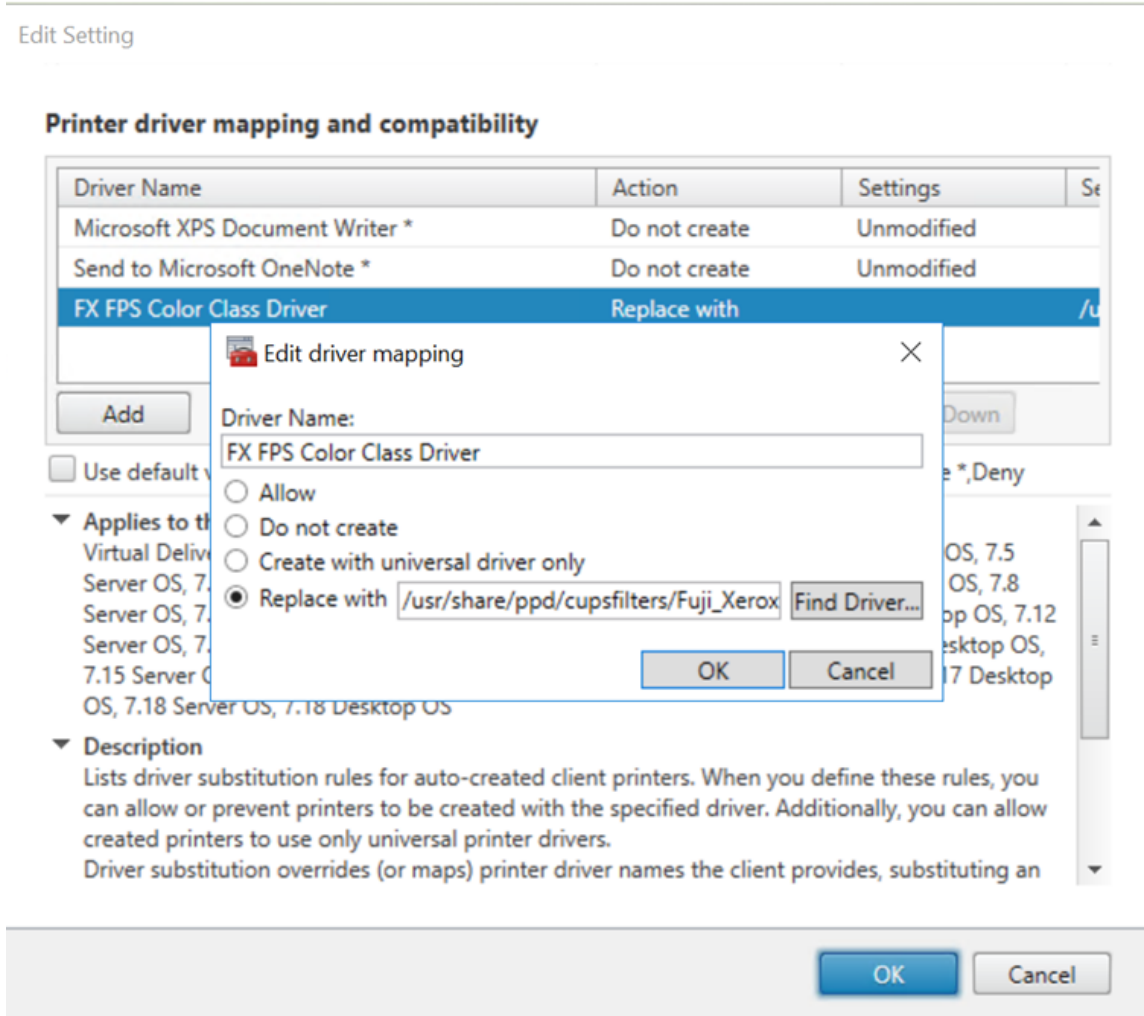 Edit Setting
Printer driver mapping and compatibility
Driver Name Action Settings
Microsoft XPS Document Writer * Do not create Unmodified
Send to Microsoft OneNote * Do not create Unmodified
FX FPS Color Class Driver Replace with /u
Edit driver mapping
Add Down
Driver Name:
FX FPS Color Class Driver
Use default *,Deny
Allow
Applies to
Do not create
Virtual OS, 7.5
Create with universal driver only
Server OS, 7. OS, 7.8
Replace with /usr/share/ppd/cupsfilters/Fuji_Xerox Find Driver...
Server OS, 7. OS, 7.12
Server OS, 7. OS,
OK Cancel
7.15 Server 17 Desktop
OS, 7.18 Server OS, 7.18 Desktop OS
Description
Lists driver substitution rules for auto-created client printers. When you define these rules, you
can allow or prevent printers to be created with the specified driver. Additionally, you can allow
created printers to use only universal printer drivers.
Driver substitution overrides (or maps) printer driver names the client provides, substituting an
OK Cancel